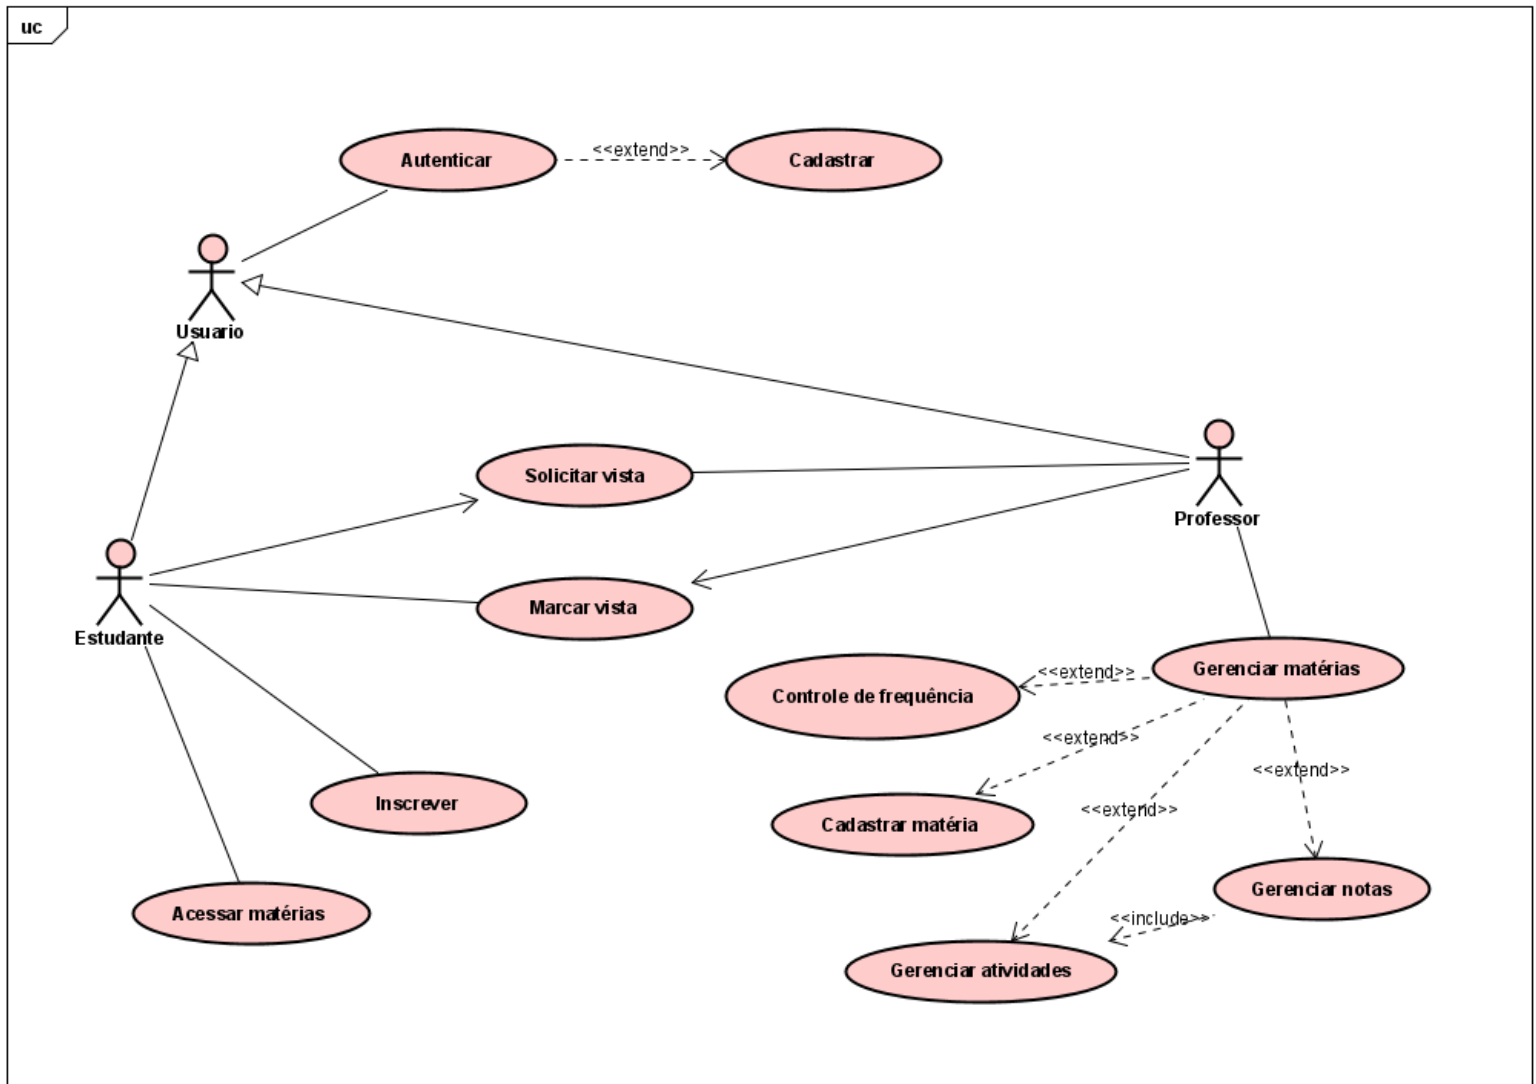 uc
Autenticar
<<extend>>
Cadastrar
Usuario
Solicitar vista
Professor
Marcar vista
Estudante
Gerenciar matérias
<<extend>>
Controle de frequência
<<extend>>
<<extend>>
Inscrever
<<extend>>
Cadastrar matéria
Gerenciar notas
Acessar matérias
<<include>>
Gerenciar atividades